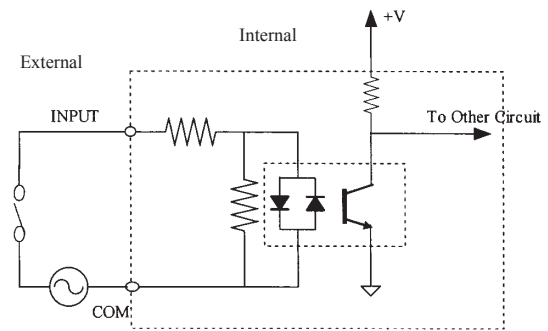 +V
Internal
External
INPUT
To Other Circuit
COM